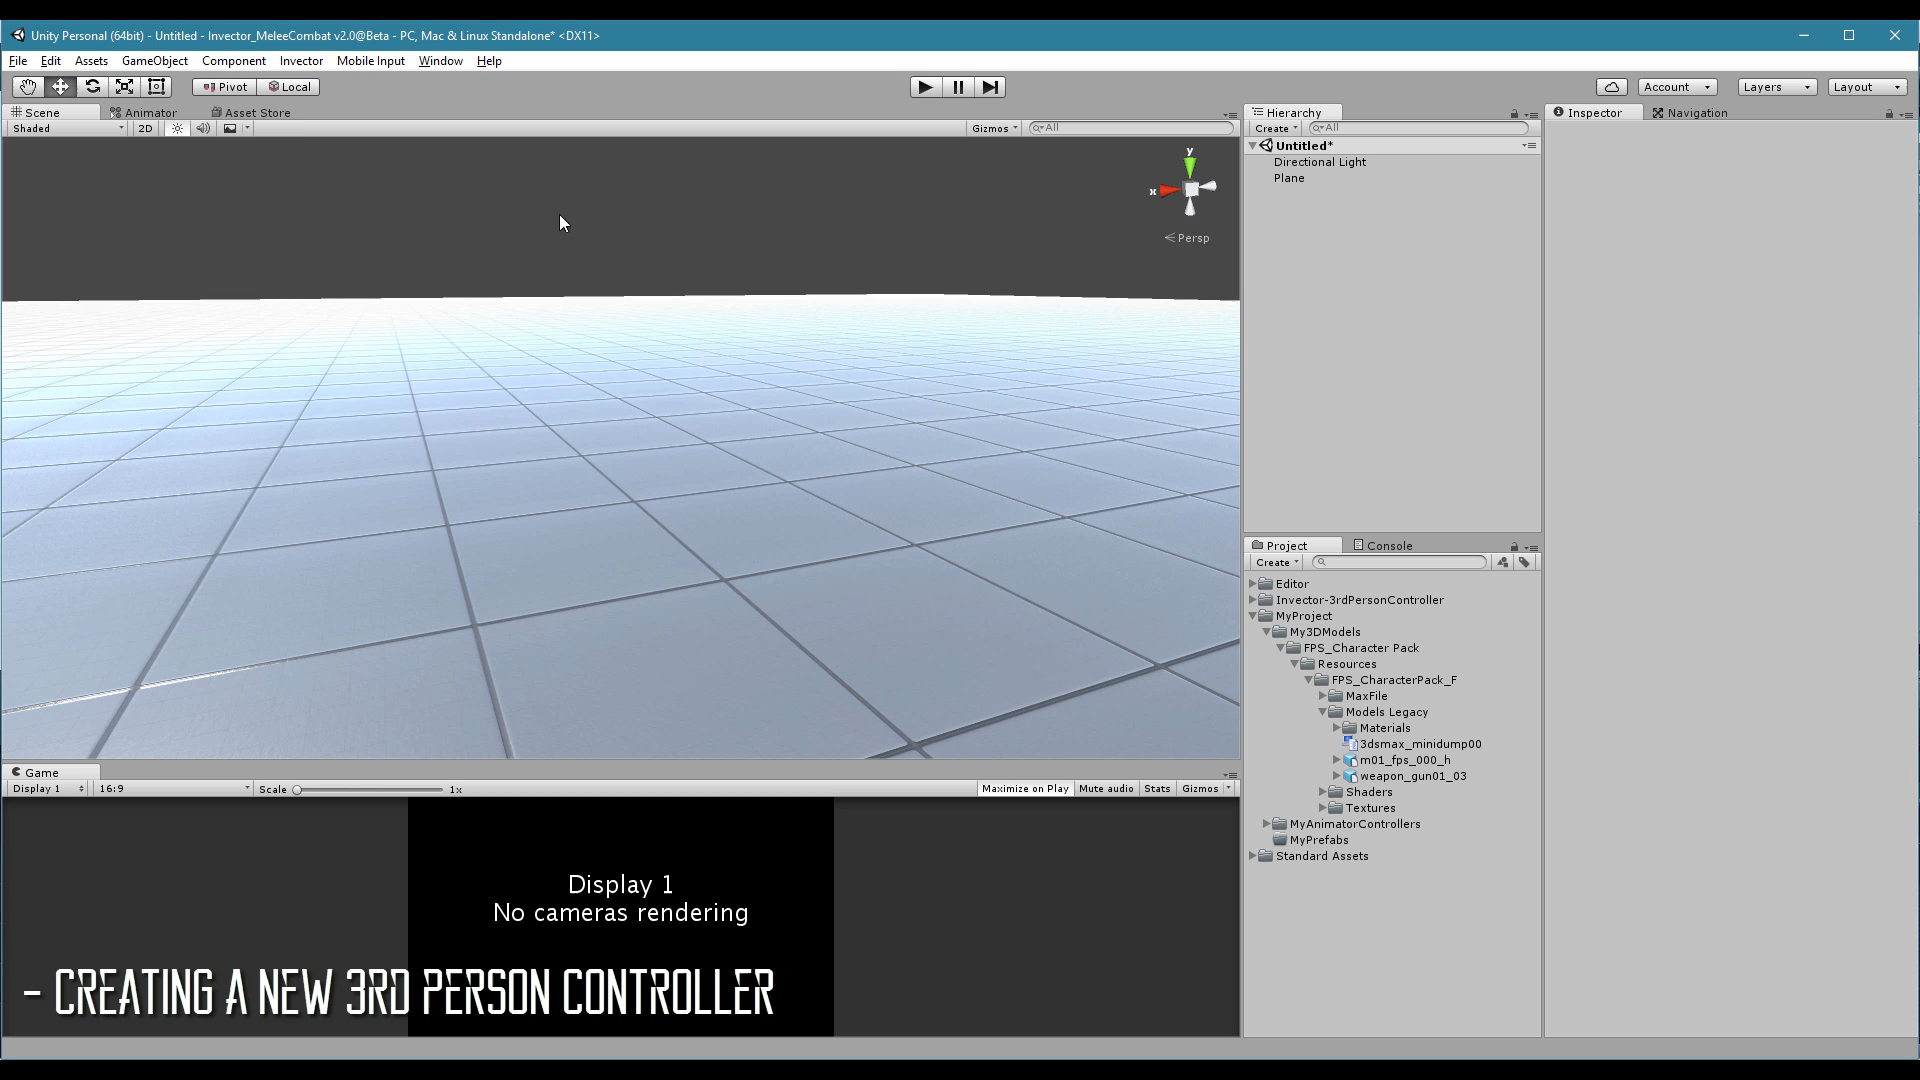 Unity Personal (64bit) - Untitled - Invector_MeleeCombat v2.0@Beta - PC, Mac & Linux Standalone* <DX11>
File Edit Assets GameObject Component Invector Mobile Input Window Help
Pivot Local Account Layers Layout
Scene Animator Asset Store
Shaded 2D Gizmos All
y
x
Persp
Hierarchy
Create All
Untitled*
Directional Light
Plane
Inspector Navigation
Project Console
Create
Editor
Invector-3rdPersonController
MyProject
My3DModels
FPS_Character Pack
Resources
FPS_CharacterPack_F
MaxFile
Models Legacy
Materials
3dsmax_minidump00
m01_fps_000_h
weapon_gun01_03
Shaders
Textures
MyAnimatorControllers
MyPrefabs
Standard Assets
Game
Display 1 16:9 Scale 1x Maximize on Play Mute audio Stats Gizmos
Display 1
No cameras rendering
- CREATING A NEW 3RD PERSON CONTROLLER